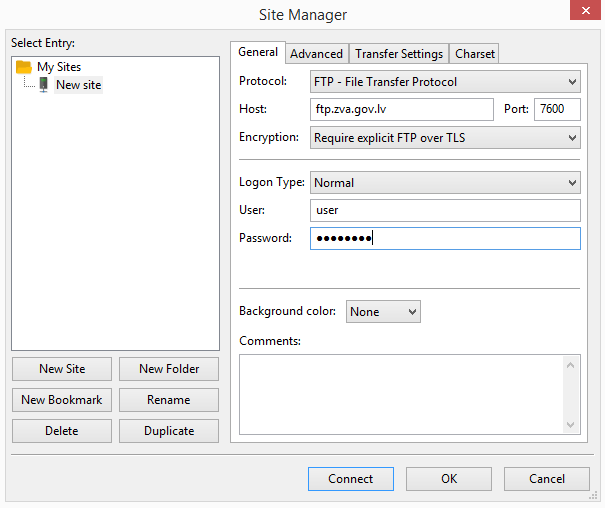 Site Manager
Select Entry:
My Sites
New site
New Site
New Folder
New Bookmark
Rename
Delete
Duplicate
General
Advanced
Transfer Settings
Charset
Protocol:
FTP - File Transfer Protocol
Host:
ftp.zva.gov.lv
Port:
7600
Encryption:
Require explicit FTP over TLS
Logon Type:
Normal
User:
user
Password:
●●●●●●●●
Background color:
None
Comments:
Connect
OK
Cancel